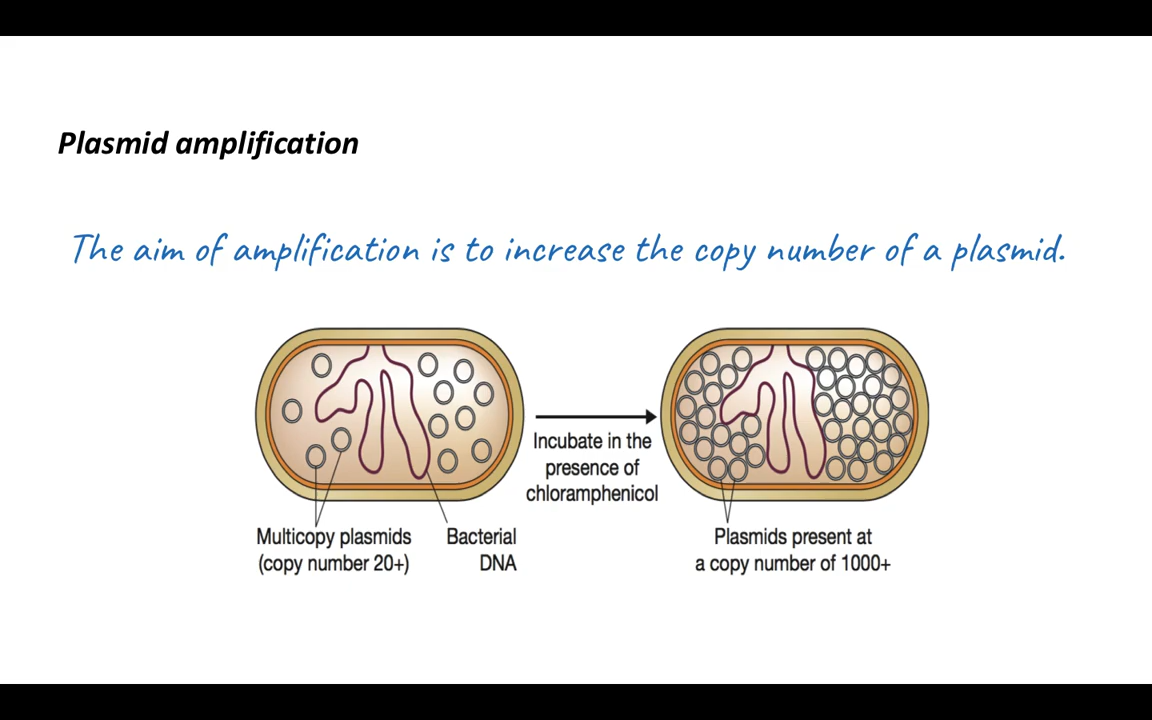 Plasmid amplification
The aim of amplification is to increase the copy number of a plasmid.
Incubate in the
presence of
chloramphenicol
Multicopy plasmids
(copy number 20+)
Bacterial
DNA
Plasmids present at
a copy number of 1000+